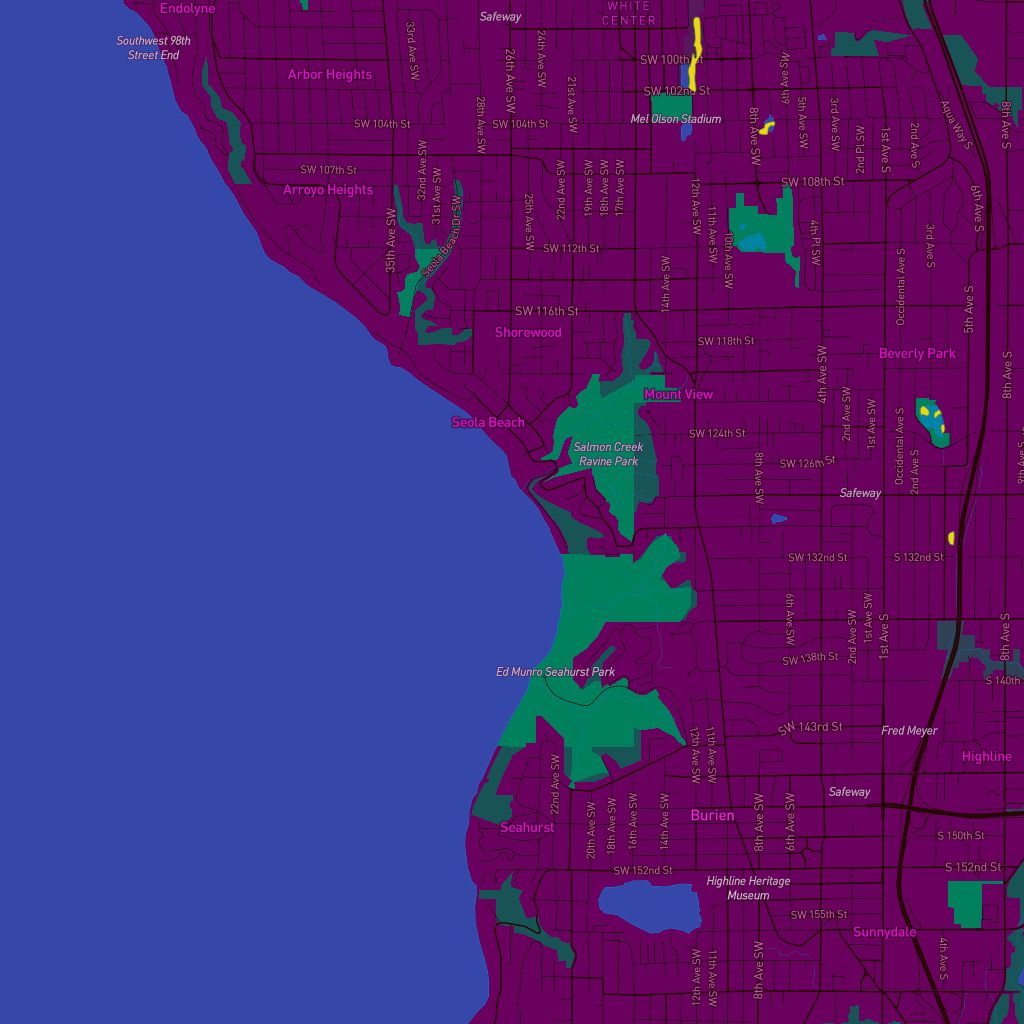 Endolyne
Safeway
WHITE
CENTER
Southwest 98th
Street End
33rd Ave SW
24th Ave SW
26th Ave SW
SW 100th St
Arbor Heights
21st Ave SW
SW 102nd St
9th Ave SW
28th Ave SW
5th Ave SW
3rd Ave SW
8th Ave S
Aqua Way S
Mel Olson Stadium
SW 104th St
SW 104th St
8th Ave SW
2nd Pl SW
1st Ave S
2nd Ave S
SW 107th St
32nd Ave SW
31st Ave SW
22nd Ave SW
19th Ave SW
18th Ave SW
17th Ave SW
SW 108th St
Arroyo Heights
12th Ave SW
6th Ave S
35th Ave SW
Seola Beach Dr SW
25th Ave SW
11th Ave SW
10th Ave SW
4th Pl SW
3rd Ave S
SW 112th St
14th Ave SW
Occidental Ave S
5th Ave S
SW 116th St
Shorewood
SW 118th St
Beverly Park
4th Ave SW
8th Ave S
Mount View
2nd Ave SW
1st Ave SW
Seola Beach
SW 124th St
Occidental Ave S
Salmon Creek
Ravine Park
SW 126th St
8th Ave SW
2nd Ave S
9th Ave S
Safeway
SW 132nd St
S 132nd St
6th Ave SW
2nd Ave SW
1st Ave SW
1st Ave S
8th Ave S
SW 138th St
Ed Munro Seahurst Park
S 140th
SW 143rd St
Fred Meyer
12th Ave SW
11th Ave SW
Highline
22nd Ave SW
Safeway
20th Ave SW
18th Ave SW
16th Ave SW
14th Ave SW
Burien
8th Ave SW
6th Ave SW
Seahurst
S 150th St
SW 152nd St
S 152nd St
Highline Heritage
Museum
SW 155th St
Sunnydale
4th Ave S
12th Ave SW
11th Ave SW
8th Ave SW